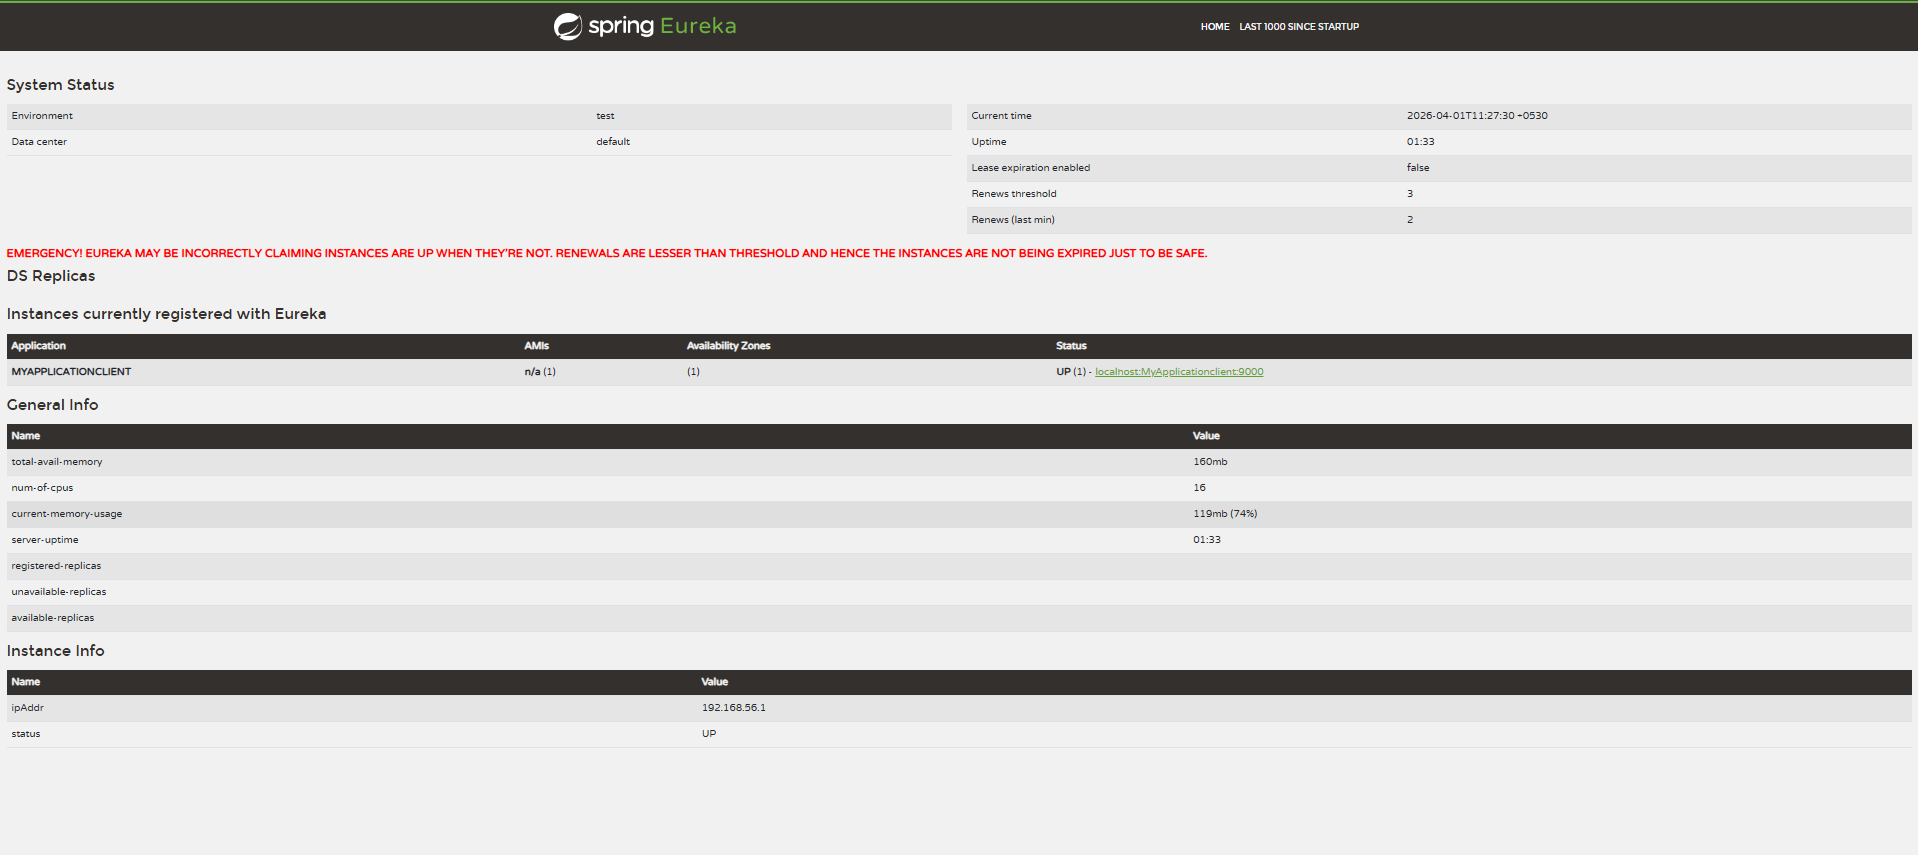 spring Eureka
HOME LAST 1000 SINCE STARTUP
System Status
Environment test
Data center default
Current time 2026-04-01T11:27:30 +0530
Uptime 01:33
Lease expiration enabled false
Renews threshold 3
Renews (last min) 2
EMERGENCY! EUREKA MAY BE INCORRECTLY CLAIMING INSTANCES ARE UP WHEN THEY'RE NOT. RENEWALS ARE LESSER THAN THRESHOLD AND HENCE THE INSTANCES ARE NOT BEING EXPIRED JUST TO BE SAFE.
DS Replicas
Instances currently registered with Eureka
Application AMIs Availability Zones Status
MYAPPLICATIONCLIENT n/a (1) (1) UP (1) - localhost:MyApplicationclient:9000
General Info
Name Value
total-avail-memory 160mb
num-of-cpus 16
current-memory-usage 119mb (74%)
server-uptime 01:33
registered-replicas
unavailable-replicas
available-replicas
Instance Info
Name Value
ipAddr 192.168.56.1
status UP